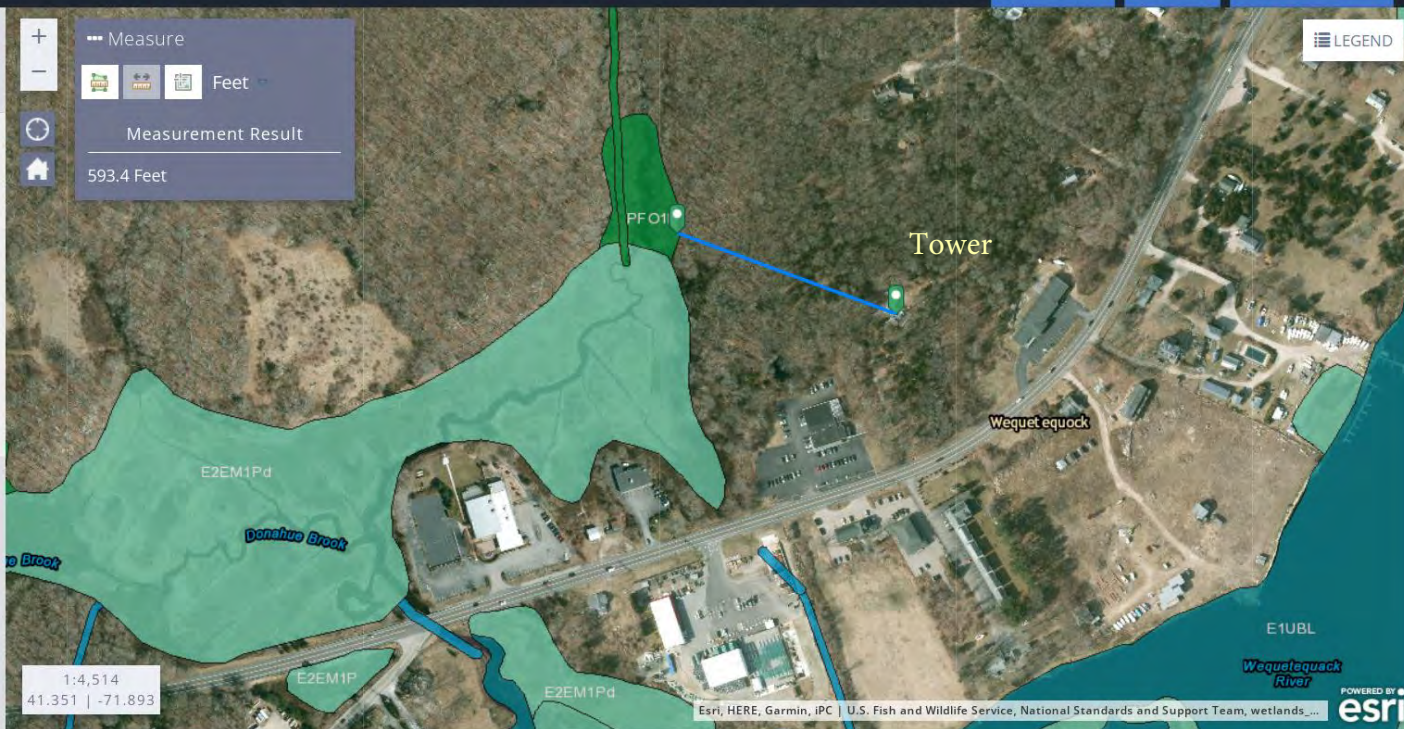 +
−
Measure
Feet
Measurement Result
593.4 Feet
LEGEND
PFO1
Tower
Wequetequock
E2EM1Pd
Donahue Brook
Brook
E1UBL
Wequetequack
River
E2EM1P
E2EM1Pd
1:4,514
41.351 | -71.893
Esri, HERE, Garmin, iPC | U.S. Fish and Wildlife Service, National Standards and Support Team, wetlands_...
POWERED BY
esri